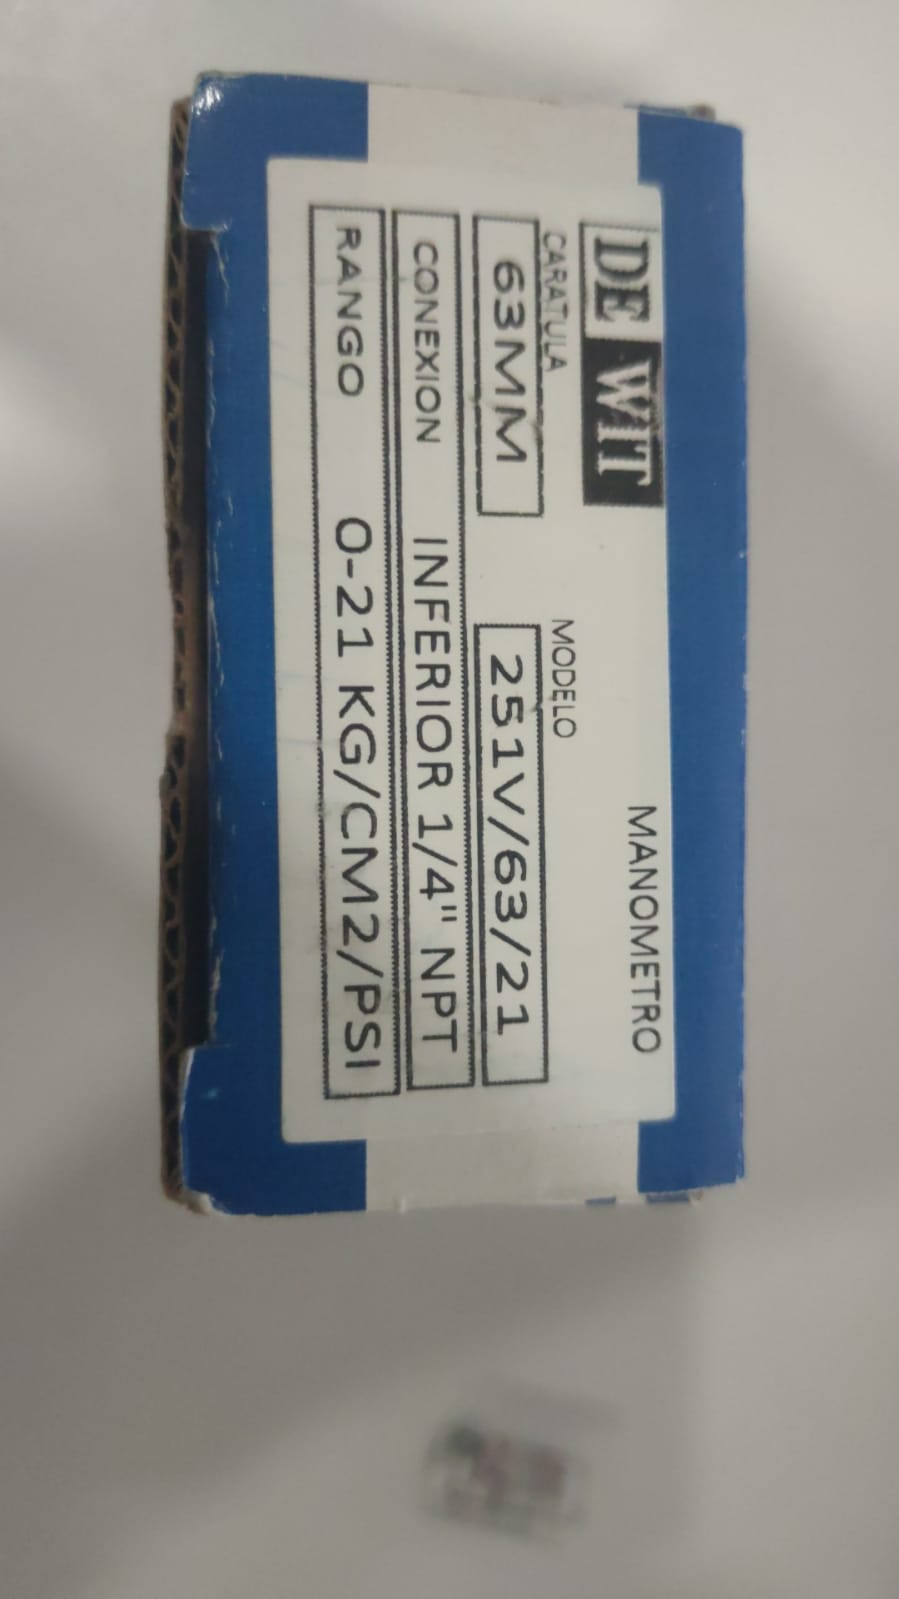 DE WIT
MANOMETRO
CARATULA MODELO
63MM 251V/63/21
CONEXION INFERIOR 1/4" NPT
RANGO 0-21 KG/CM2/PSI